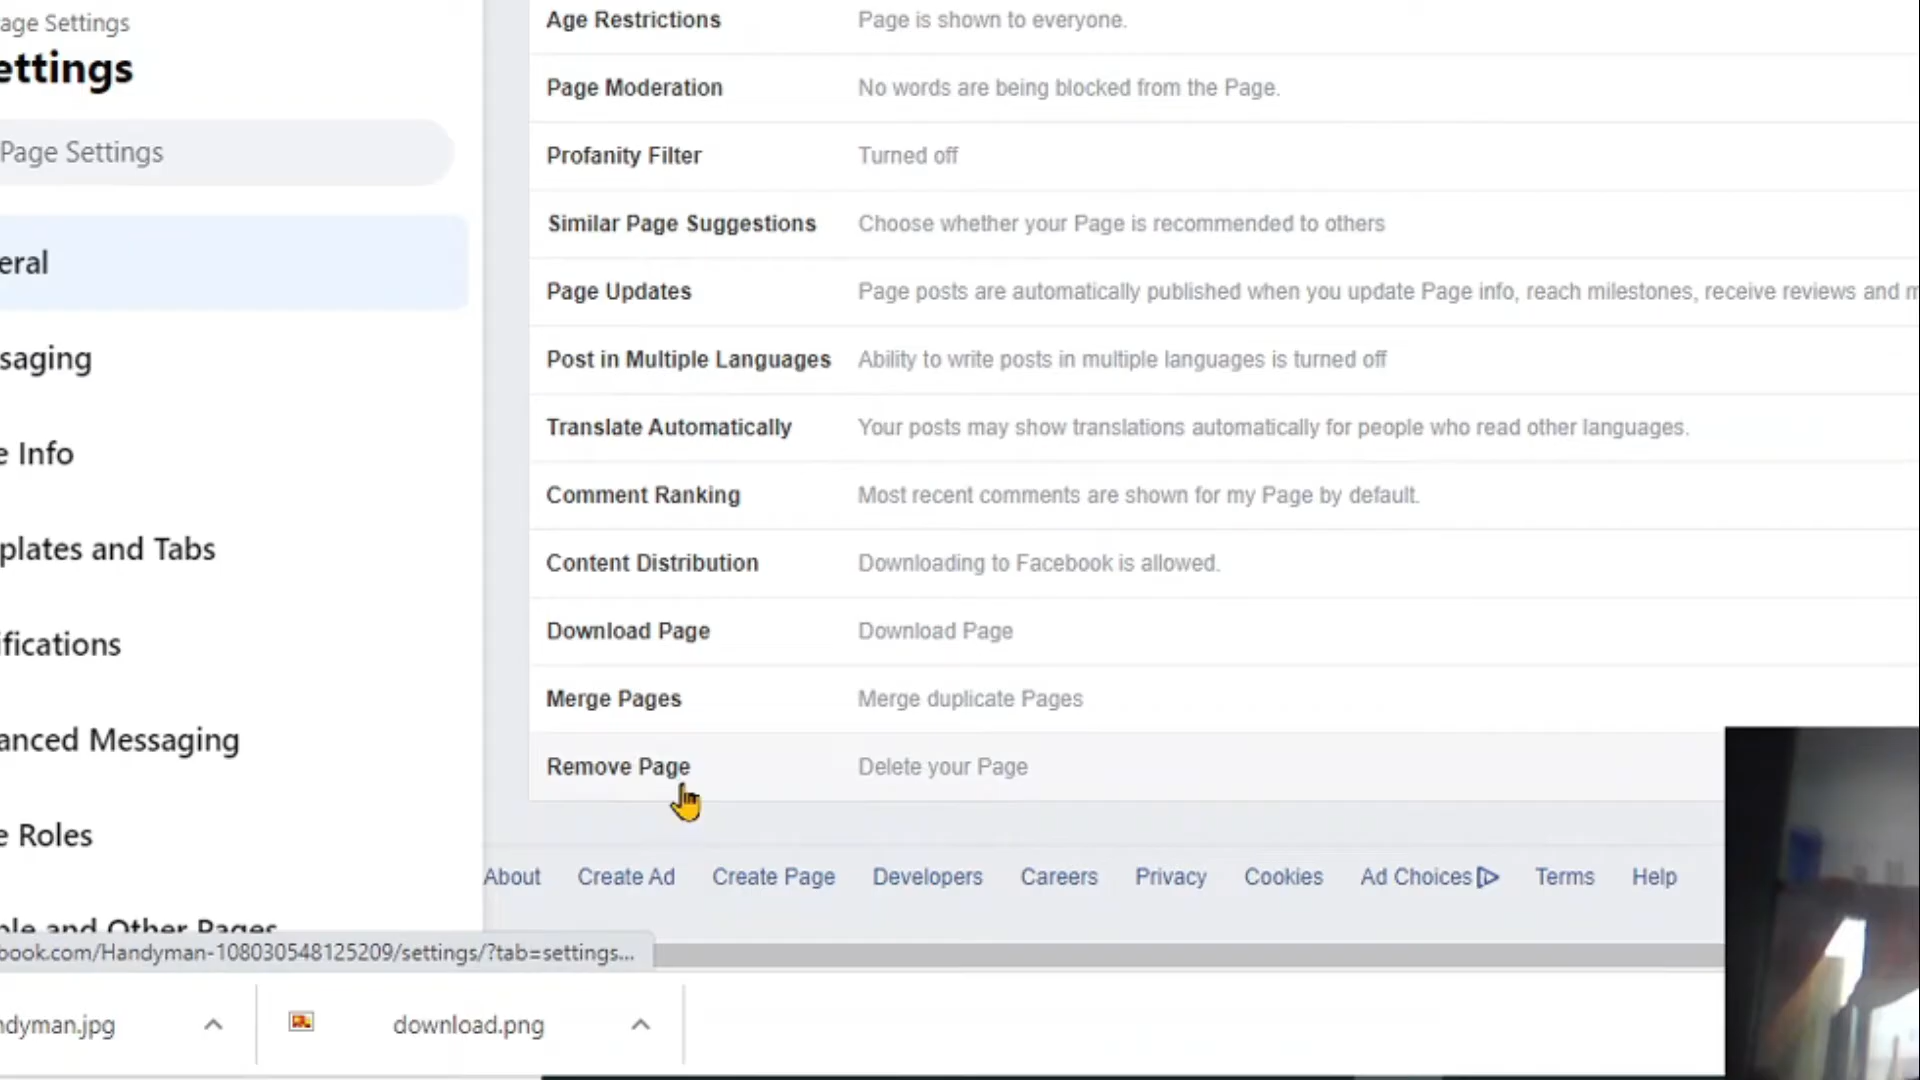 age Settings
ettings
Page Settings
eral
saging
e Info
plates and Tabs
ifications
anced Messaging
e Roles
ple and Other Pages
Age Restrictions Page is shown to everyone.
Page Moderation No words are being blocked from the Page.
Profanity Filter Turned off
Similar Page Suggestions Choose whether your Page is recommended to others
Page Updates Page posts are automatically published when you update Page info, reach milestones, receive reviews and m
Post in Multiple Languages Ability to write posts in multiple languages is turned off
Translate Automatically Your posts may show translations automatically for people who read other languages.
Comment Ranking Most recent comments are shown for my Page by default.
Content Distribution Downloading to Facebook is allowed.
Download Page Download Page
Merge Pages Merge duplicate Pages
Remove Page Delete your Page
About Create Ad Create Page Developers Careers Privacy Cookies Ad Choices Terms Help
book.com/Handyman-108030548125209/settings/?tab=settings...
ndyman.jpg download.png